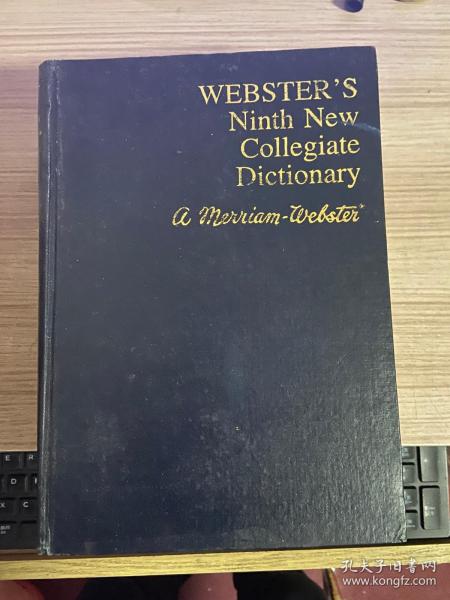 WEBSTER'S
Ninth New
Collegiate
Dictionary
a Merriam-Webster®
孔夫子旧书网
www.kongfz.com